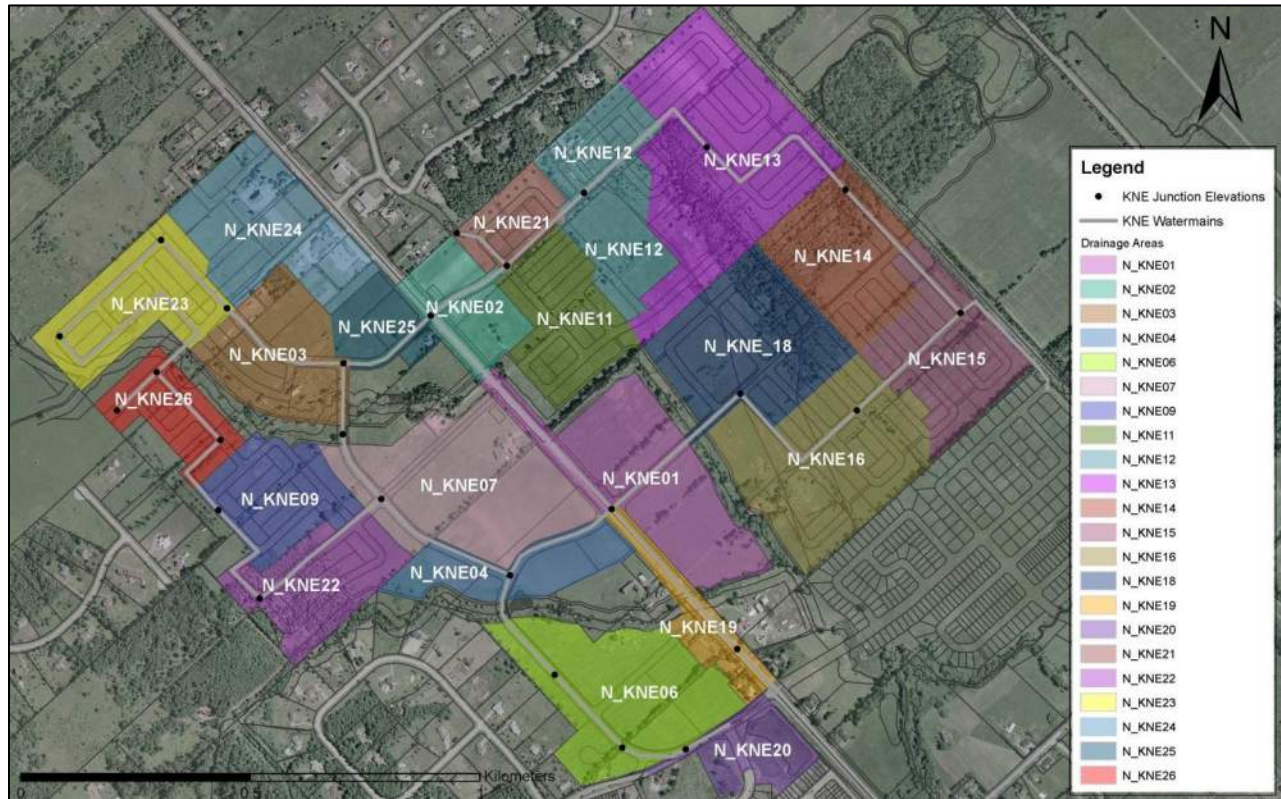 N
N_KNE12
N_KNE13
N_KNE21
N_KNE24
N_KNE12
N_KNE14
N_KNE23
N_KNE02
N_KNE11
N_KNE25
N_KNE03
N_KNE_18
N_KNE15
N_KNE26
N_KNE16
N_KNE07
N_KNE01
N_KNE09
N_KNE04
N_KNE22
N_KNE19
N_KNE06
N_KNE20
Legend
KNE Junction Elevations
KNE Watermains
Drainage Areas
N_KNE01
N_KNE02
N_KNE03
N_KNE04
N_KNE06
N_KNE07
N_KNE09
N_KNE11
N_KNE12
N_KNE13
N_KNE14
N_KNE15
N_KNE16
N_KNE18
N_KNE19
N_KNE20
N_KNE21
N_KNE22
N_KNE23
N_KNE24
N_KNE25
N_KNE26
Kilometers
0 0.5 1